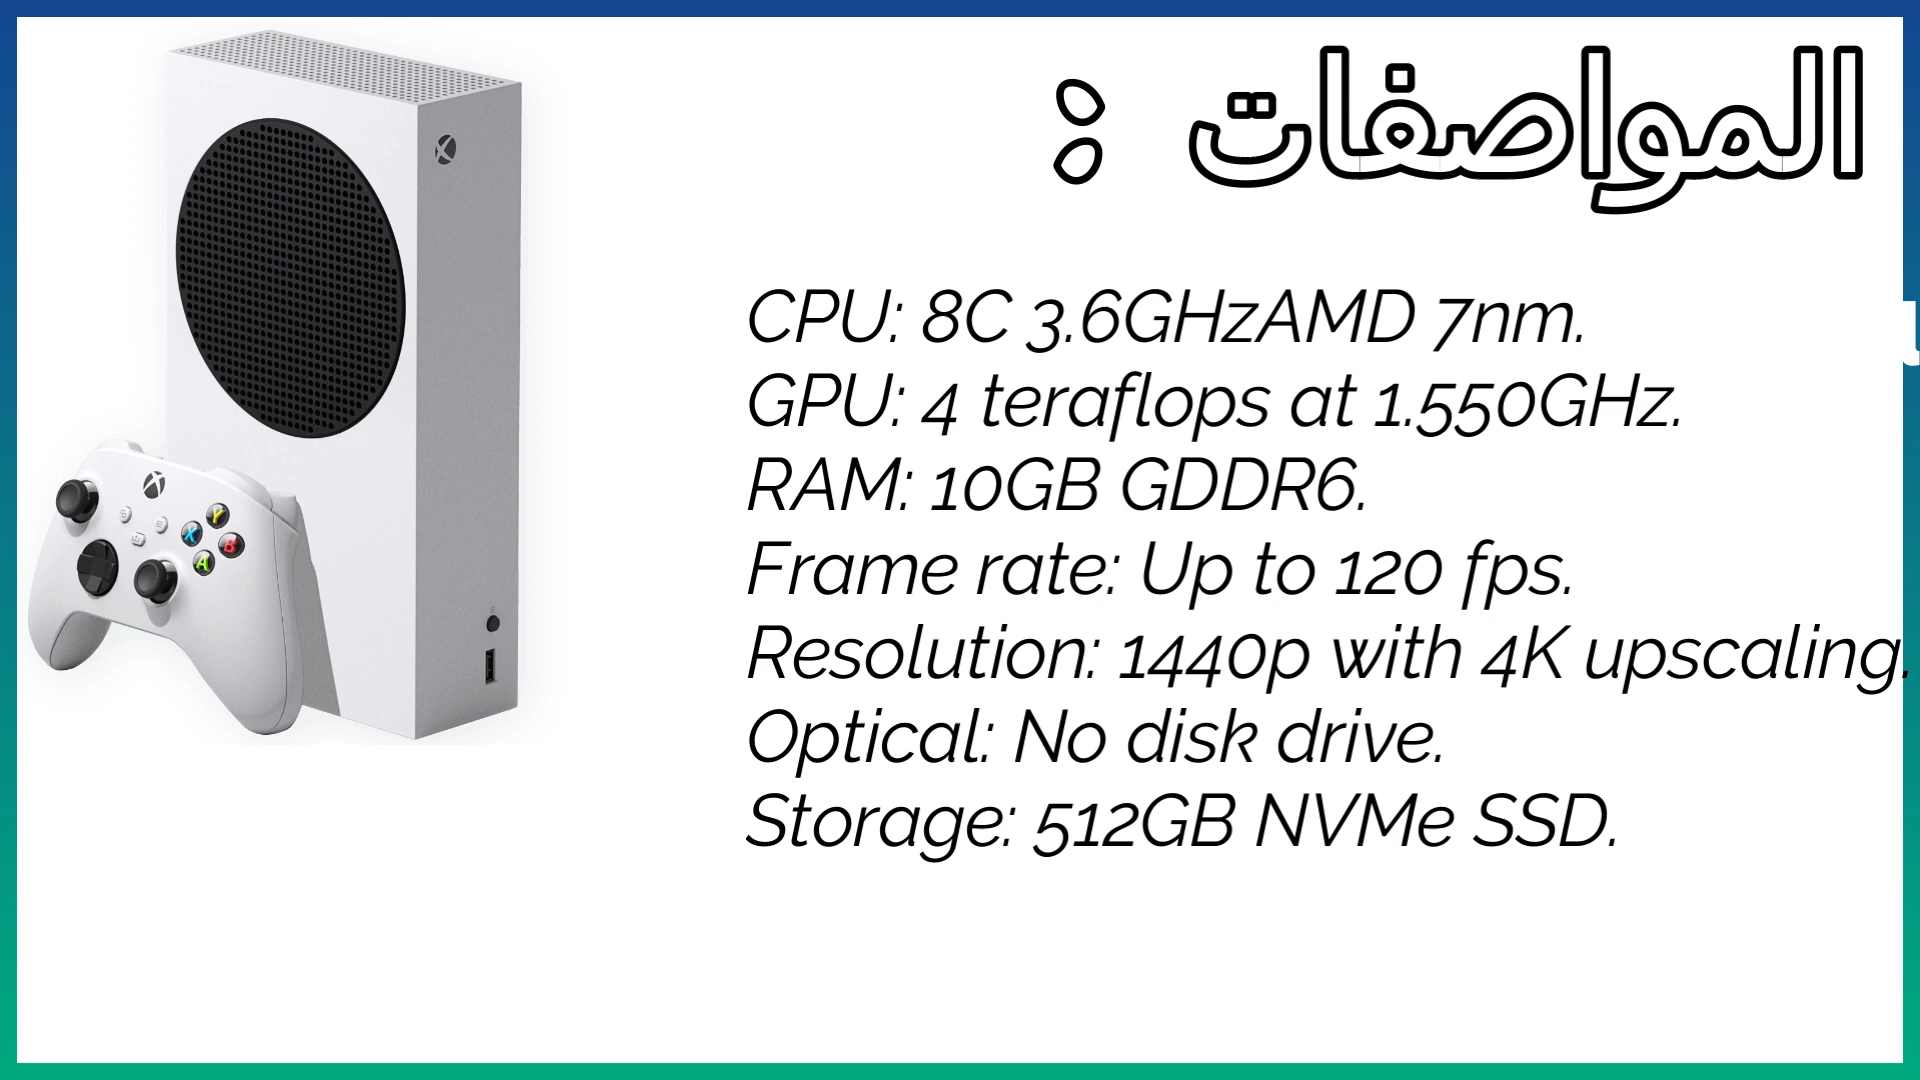 المواصفات :
CPU: 8C 3.6GHzAMD 7nm.
GPU: 4 teraflops at 1.550GHz.
RAM: 10GB GDDR6.
Frame rate: Up to 120 fps.
Resolution: 1440p with 4K upscaling.
Optical: No disk drive.
Storage: 512GB NVMe SSD.
Y
X
B
A